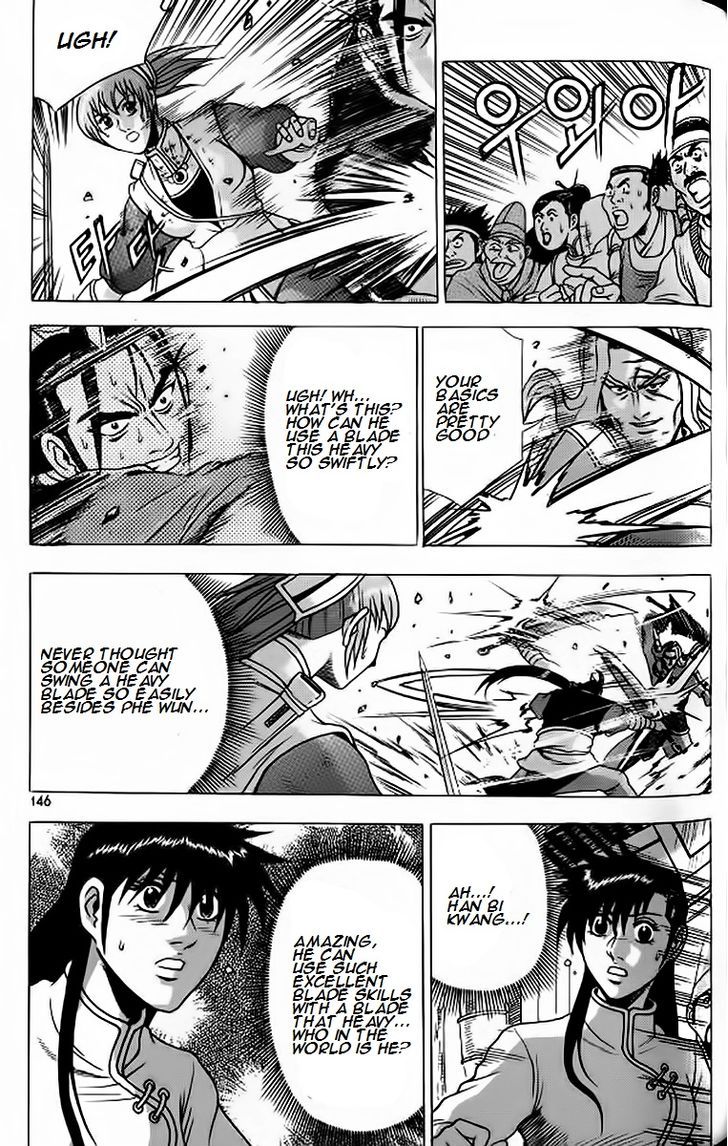 UGH!
우와아
UGH! WH...
WHAT'S THIS?
HOW CAN HE
USE A BLADE
THIS HEAVY
SO SWIFTLY?
YOUR
BASICS
ARE
PRETTY
GOOD
NEVER THOUGHT
SOMEONE CAN
SWING A HEAVY
BLADE SO EASILY
BESIDES PHE WUN...
146
AMAZING,
HE CAN
USE SUCH
EXCELLENT
BLADE SKILLS
WITH A BLADE
THAT HEAVY...
WHO IN THE
WORLD IS HE?
AH...!
HAN BI
KWANG...!